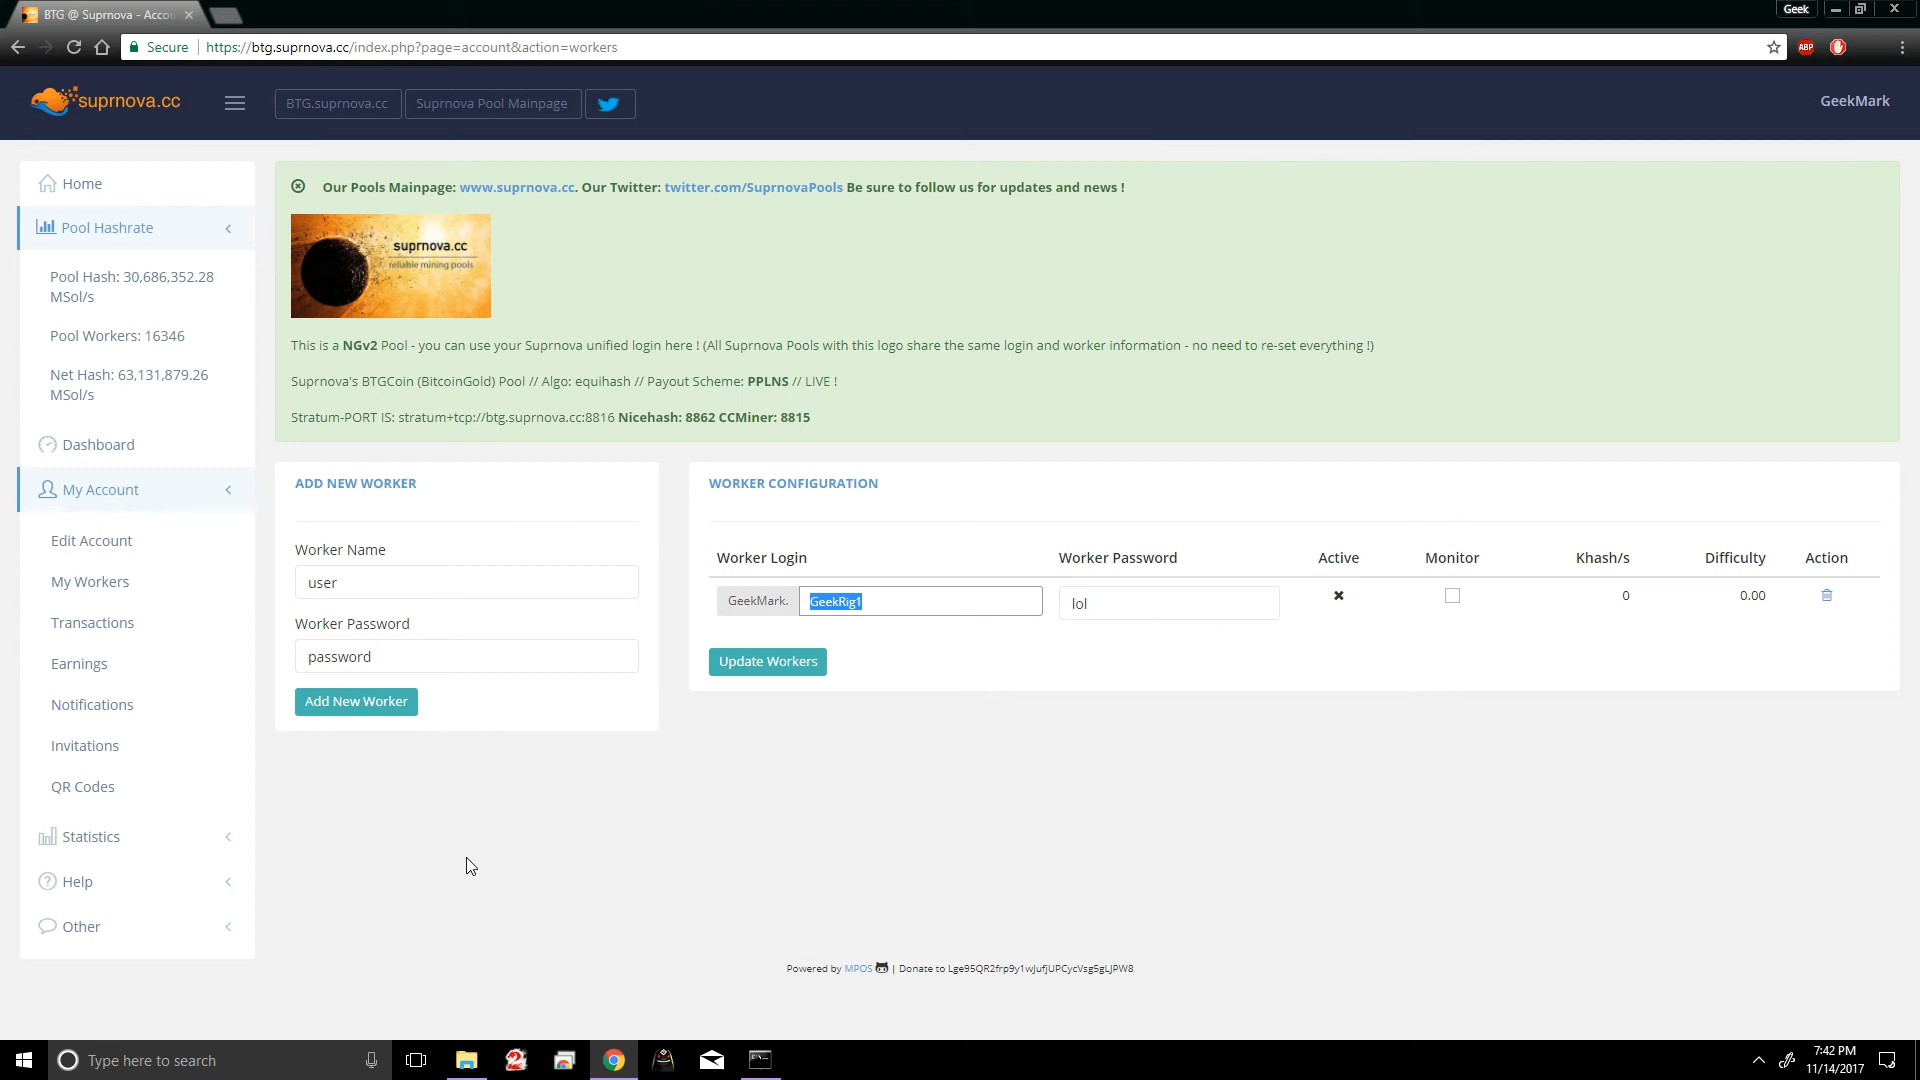 BTG @ Suprnova - Accou
Geek
Secure
https://btg.suprnova.cc/index.php?page=account&action=workers
ABP
suprnova.cc
BTG.suprnova.cc
Suprnova Pool Mainpage
GeekMark
Home
Pool Hashrate
Pool Hash: 30,686,352.28
MSol/s
Pool Workers: 16346
Net Hash: 63,131,879.26
MSol/s
Dashboard
My Account
Edit Account
My Workers
Transactions
Earnings
Notifications
Invitations
QR Codes
Statistics
Help
Other
Our Pools Mainpage: www.suprnova.cc. Our Twitter: twitter.com/SuprnovaPools Be sure to follow us for updates and news !
suprnova.cc
reliable mining pools
This is a NGv2 Pool - you can use your Suprnova unified login here ! (All Suprnova Pools with this logo share the same login and worker information - no need to re-set everything !)
Suprnova's BTGCoin (BitcoinGold) Pool // Algo: equihash // Payout Scheme: PPLNS // LIVE !
Stratum-PORT IS: stratum+tcp://btg.suprnova.cc:8816 Nicehash: 8862 CCMiner: 8815
ADD NEW WORKER
Worker Name
user
Worker Password
password
Add New Worker
WORKER CONFIGURATION
Worker Login Worker Password Active Monitor Khash/s Difficulty Action
GeekMark. GeekRig1 lol 0 0.00
Update Workers
Powered by MPOS | Donate to Lge95QR2frp9y1wJufjUPCycVsg5gLJPW8
Type here to search
7:42 PM
11/14/2017